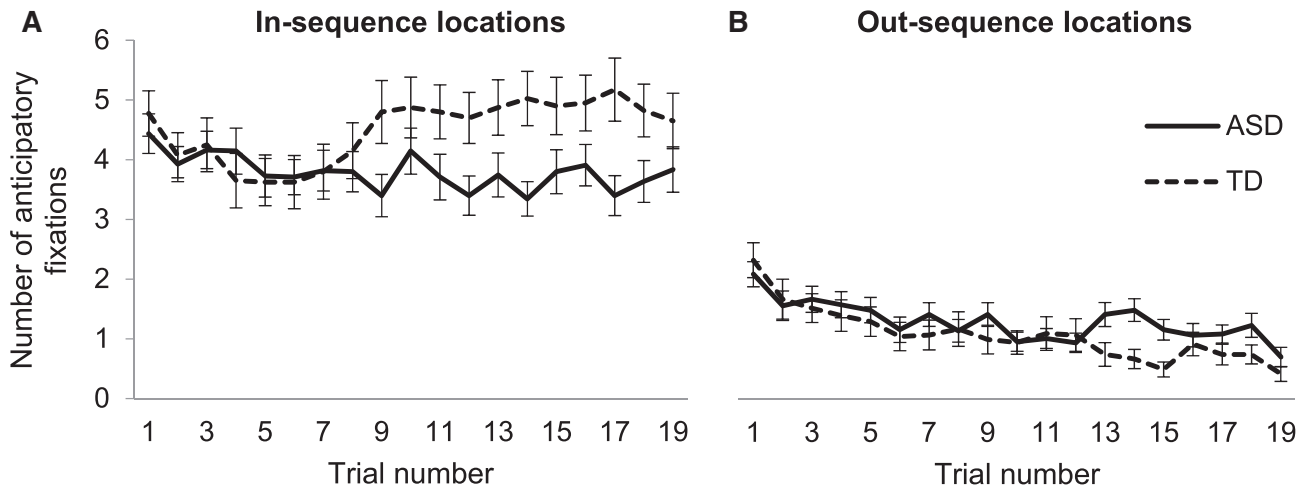 A In-sequence locations
Number of anticipatory
fixations
6
5
4
3
2
1
0
1 3 5 7 9 11 13 15 17 19
Trial number
B Out-sequence locations
ASD
TD
1 3 5 7 9 11 13 15 17 19
Trial number